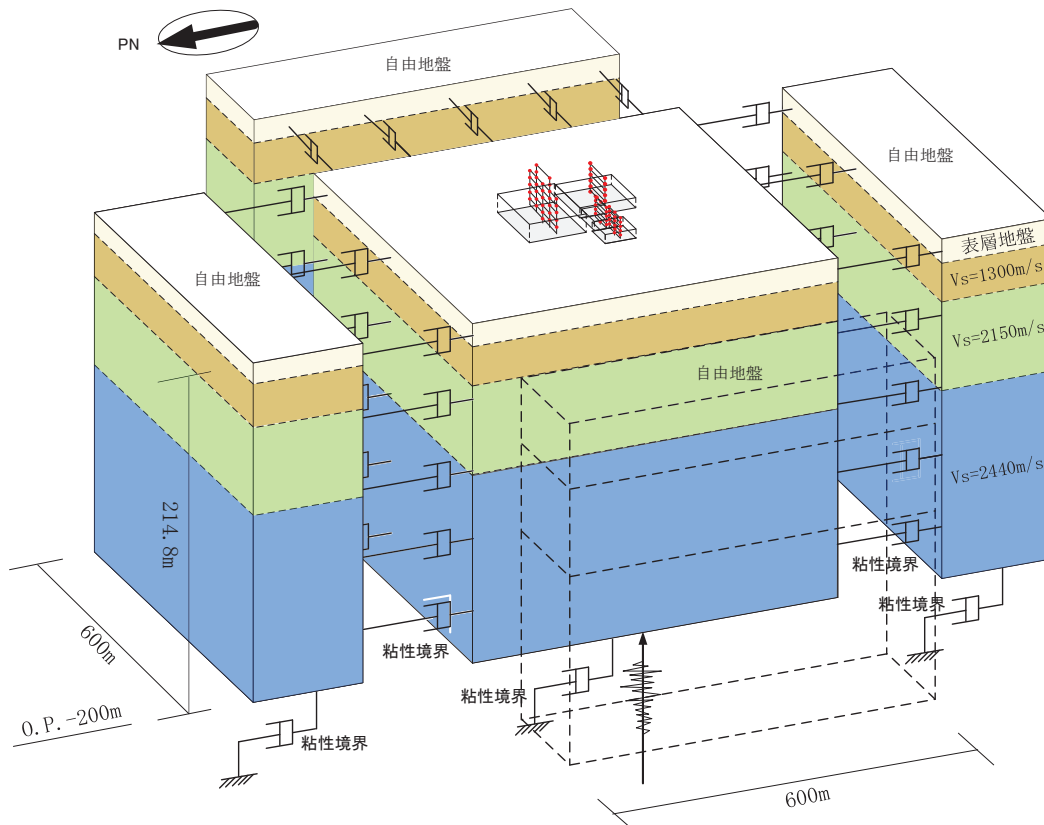 PN
自由地盤
自由地盤
自由地盤
表層地盤
Vs=1300m/s
Vs=2150m/s
自由地盤
Vs=2440m/s
214.8m
600m
O.P.-200m
粘性境界
粘性境界
粘性境界
粘性境界
粘性境界
600m